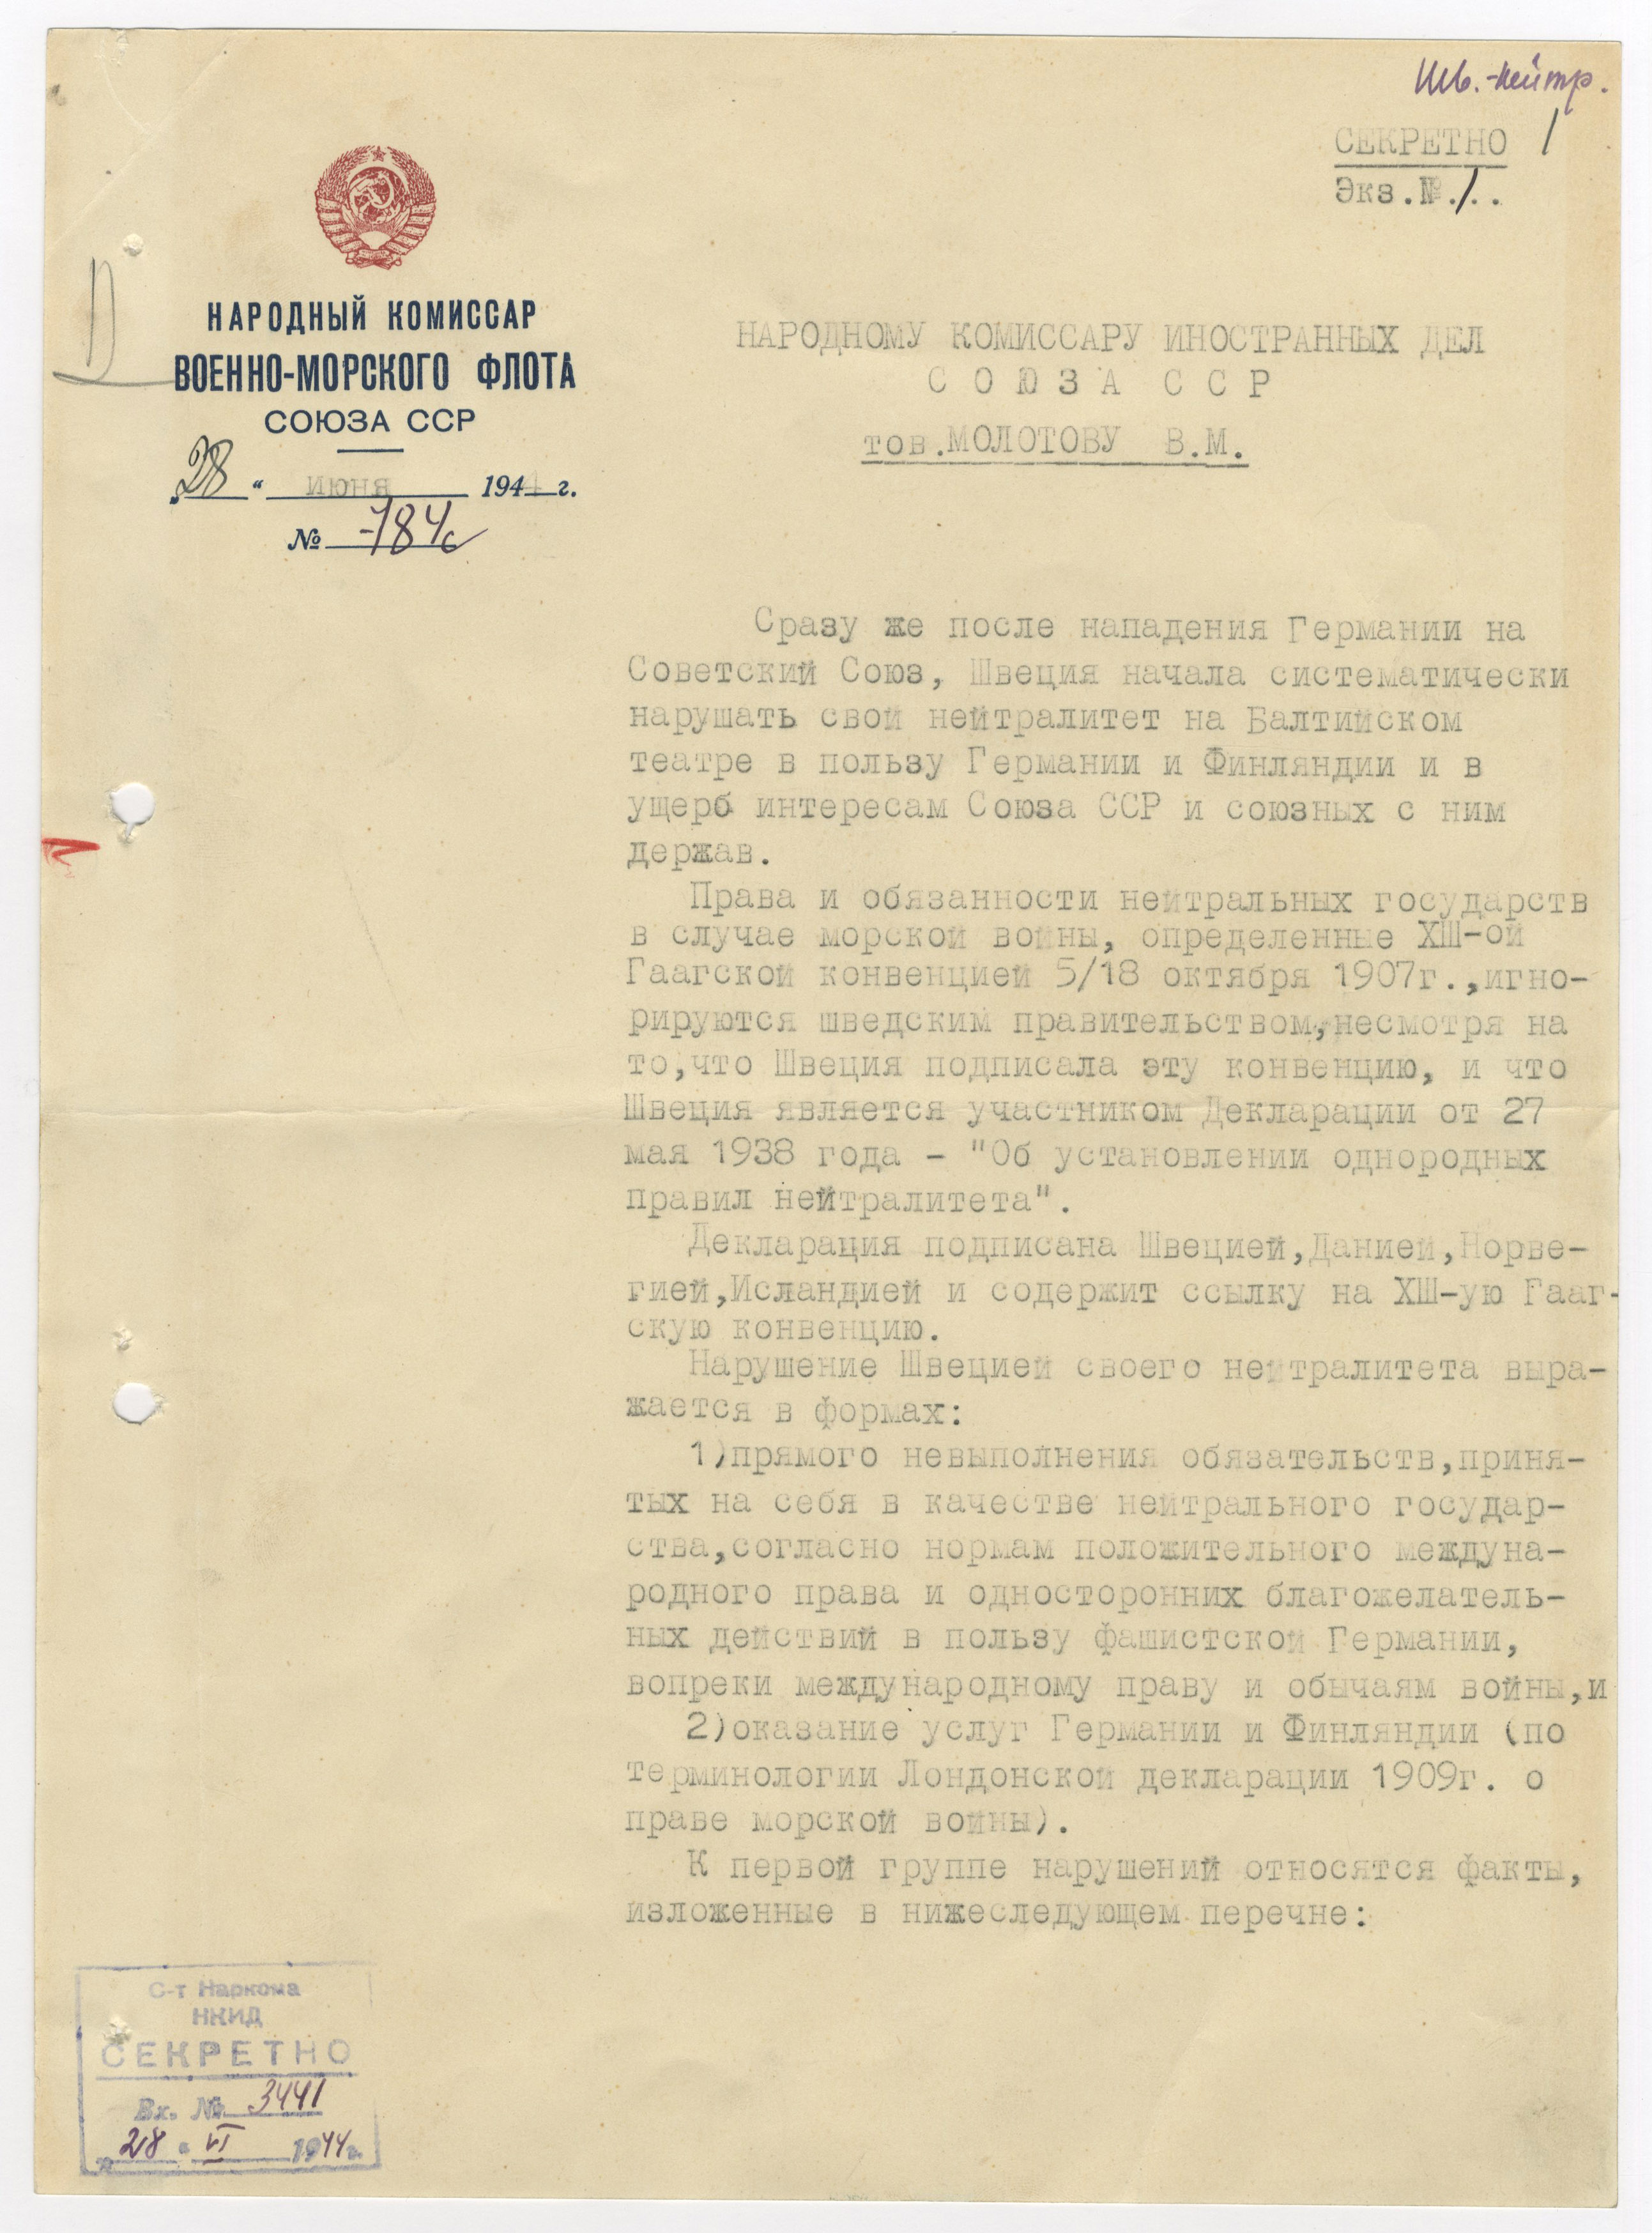 Шв.-нейтр.
СЕКРЕТНО 1
Экз.№.1..
НАРОДНЫЙ КОМИССАР
ВОЕННО-МОРСКОГО ФЛОТА
СОЮЗА ССР
„28" июня 1944 г.
№ 784с
НАРОДНОМУ КОМИССАРУ ИНОСТРАННЫХ ДЕЛ
С О Ю З А С С Р
тов.МОЛОТОВУ В.М.
Сразу же после нападения Германии на
Советский Союз, Швеция начала систематически
нарушать свой нейтралитет на Балтийском
театре в пользу Германии и Финляндии и в
ущерб интересам Союза ССР и союзных с ним
держав.
Права и обязанности нейтральных государств
в случае морской войны, определенные ХШ-ой
Гаагской конвенцией 5/18 октября 1907г.,игно-
рируются шведским правительством,несмотря на
то,что Швеция подписала эту конвенцию, и что
Швеция является участником Декларации от 27
мая 1938 года - "Об установлении однородных
правил нейтралитета".
Декларация подписана Швецией,Данией,Норве-
гией,Исландией и содержит ссылку на ХШ-ую Гааг-
скую конвенцию.
Нарушение Швецией своего нейтралитета выра-
жается в формах:
1)прямого невыполнения обязательств,приня-
тых на себя в качестве нейтрального государ-
ства,согласно нормам положительного междуна-
родного права и односторонних благожелатель-
ных действий в пользу фашистской Германии,
вопреки международному праву и обычаям войны,и
2)оказание услуг Германии и Финляндии (по
терминологии Лондонской декларации 1909г. о
праве морской войны).
К первой группе нарушений относятся факты,
изложенные в нижеследующем перечне:
С-т Наркома
НКИД
СЕКРЕТНО
Вх. № 3441
„28" VI 1944г.